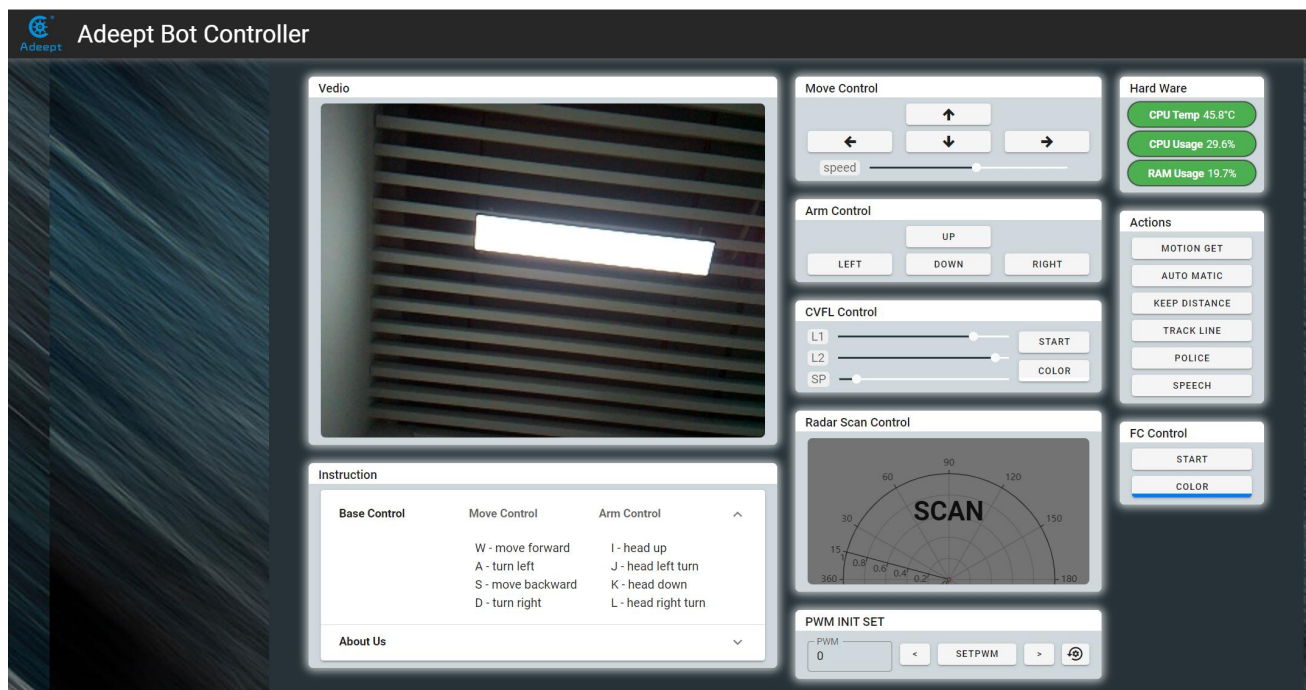 Adeept
Adeept Bot Controller
Vedio
Instruction
Base Control Move Control Arm Control
W - move forward I - head up
A - turn left J - head left turn
S - move backward K - head down
D - turn right L - head right turn
About Us
Move Control
speed
Arm Control
UP
LEFT DOWN RIGHT
CVFL Control
L1 START
L2
COLOR
SP
Radar Scan Control
90
60 120
SCAN
30 150
15
1 0.8 0.6 0.4 0.2
360 180
PWM INIT SET
PWM
0 < SETPWM >
Hard Ware
CPU Temp 45.8°C
CPU Usage 29.6%
RAM Usage 19.7%
Actions
MOTION GET
AUTO MATIC
KEEP DISTANCE
TRACK LINE
POLICE
SPEECH
FC Control
START
COLOR